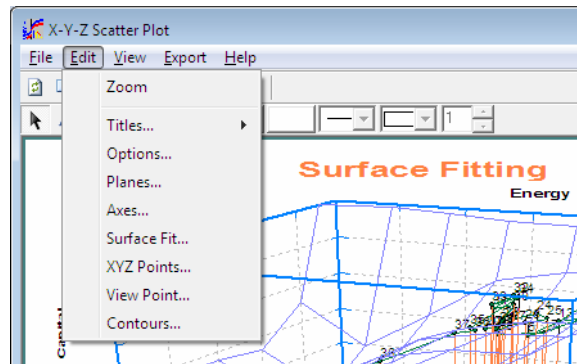 X-Y-Z Scatter Plot
File Edit View Export Help
Zoom
Titles...
1
Options...
Planes...
Axes...
Surface Fit...
XYZ Points...
View Point...
Contours...
Surface Fitting
Energy
Capital